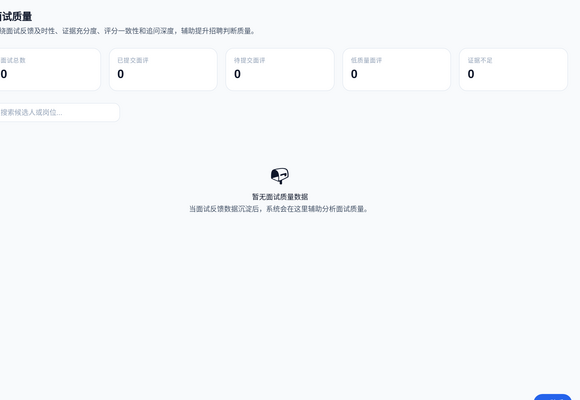 面试质量
绕面试反馈及时性、证据充分度、评分一致性和追问深度，辅助提升招聘判断质量。
面试总数
0
已提交面评
0
待提交面评
0
低质量面评
0
证据不足
0
搜索候选人或岗位...
暂无面试质量数据
当面试反馈数据沉淀后，系统会在这里辅助分析面试质量。